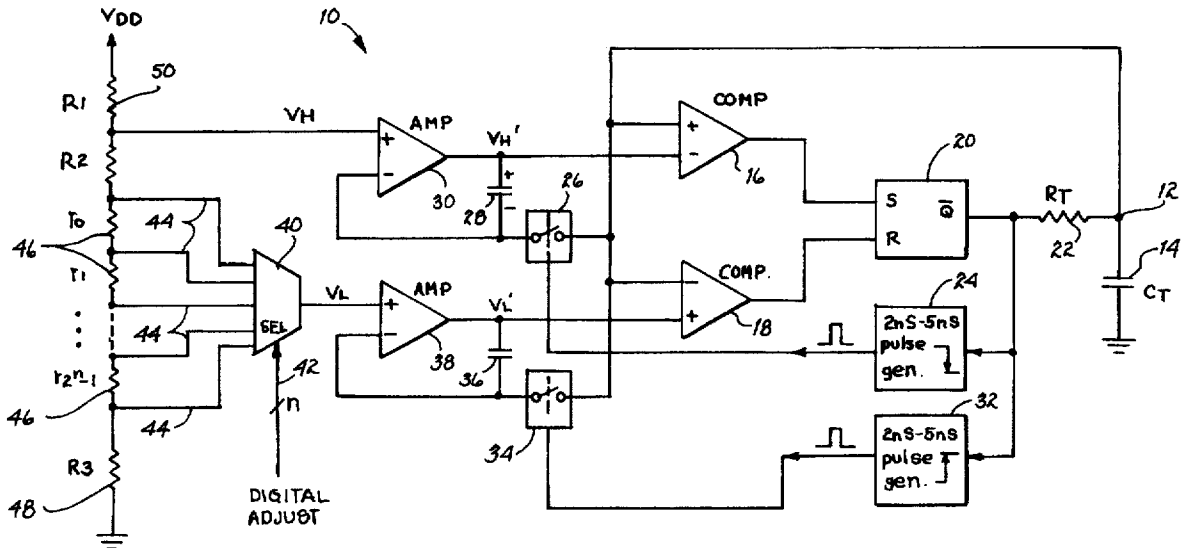 VDD
10
50
R1
VH
AMP
VH'
COMP
R2
+
-
+
-
30
+
28
-
26
16
20
S
Q̅
R
RT
22
12
14
CT
r0
44
40
46
r1
44
SEL
VL
AMP
VL'
COMP.
+
-
38
36
-
+
18
24
2nS-5nS
pulse
gen.
r2ⁿ-1
46
44
42
n
34
32
2nS-5nS
pulse
gen.
R3
48
DIGITAL
ADJUST